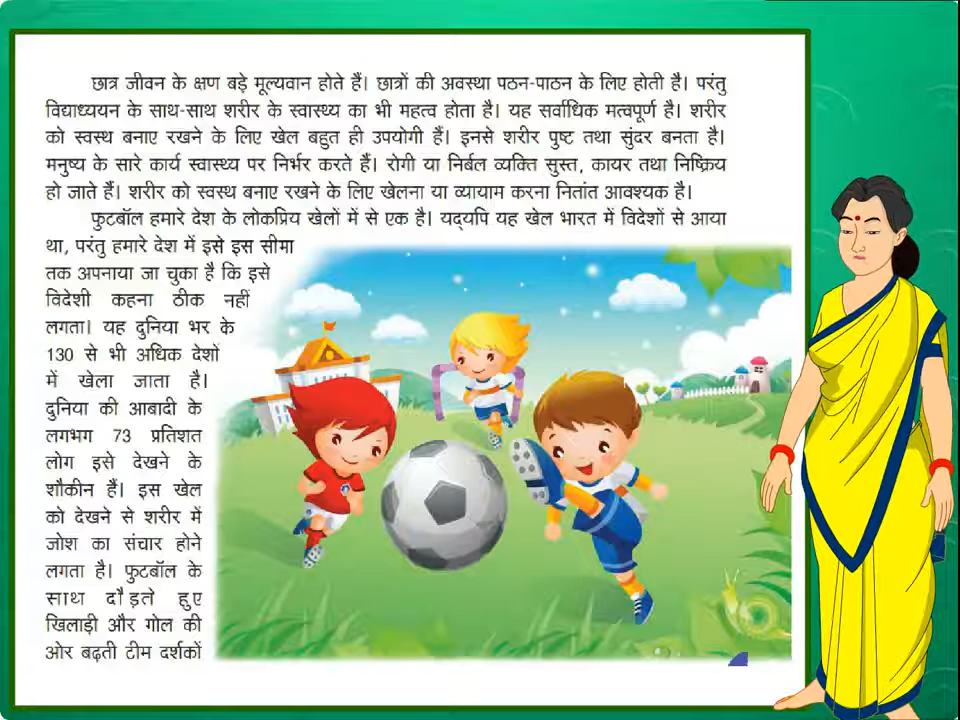 छात्र जीवन के क्षण बड़े मूल्यवान होते हैं। छात्रों की अवस्था पठन-पाठन के लिए होती है। परंतु
विद्याध्ययन के साथ-साथ शरीर के स्वास्थ्य का भी महत्व होता है। यह सर्वाधिक मत्वपूर्ण है। शरीर
को स्वस्थ बनाए रखने के लिए खेल बहुत ही उपयोगी हैं। इनसे शरीर पुष्ट तथा सुंदर बनता है।
मनुष्य के सारे कार्य स्वास्थ्य पर निर्भर करते हैं। रोगी या निर्बल व्यक्ति सुस्त, कायर तथा निष्क्रिय
हो जाते हैं। शरीर को स्वस्थ बनाए रखने के लिए खेलना या व्यायाम करना नितांत आवश्यक है।
फुटबॉल हमारे देश के लोकप्रिय खेलों में से एक है। यद्‌यपि यह खेल भारत में विदेशों से आया
था, परंतु हमारे देश में इसे इस सीमा
तक अपनाया जा चुका है कि इसे
विदेशी कहना ठीक नहीं
लगता। यह दुनिया भर के
130 से भी अधिक देशों
में खेला जाता है।
दुनिया की आबादी के
लगभग 73 प्रतिशत
लोग इसे देखने के
शौकीन हैं। इस खेल
को देखने से शरीर में
जोश का संचार होने
लगता है। फुटबॉल के
साथ दौड़ते हुए
खिलाड़ी और गोल की
ओर बढ़ती टीम दर्शकों